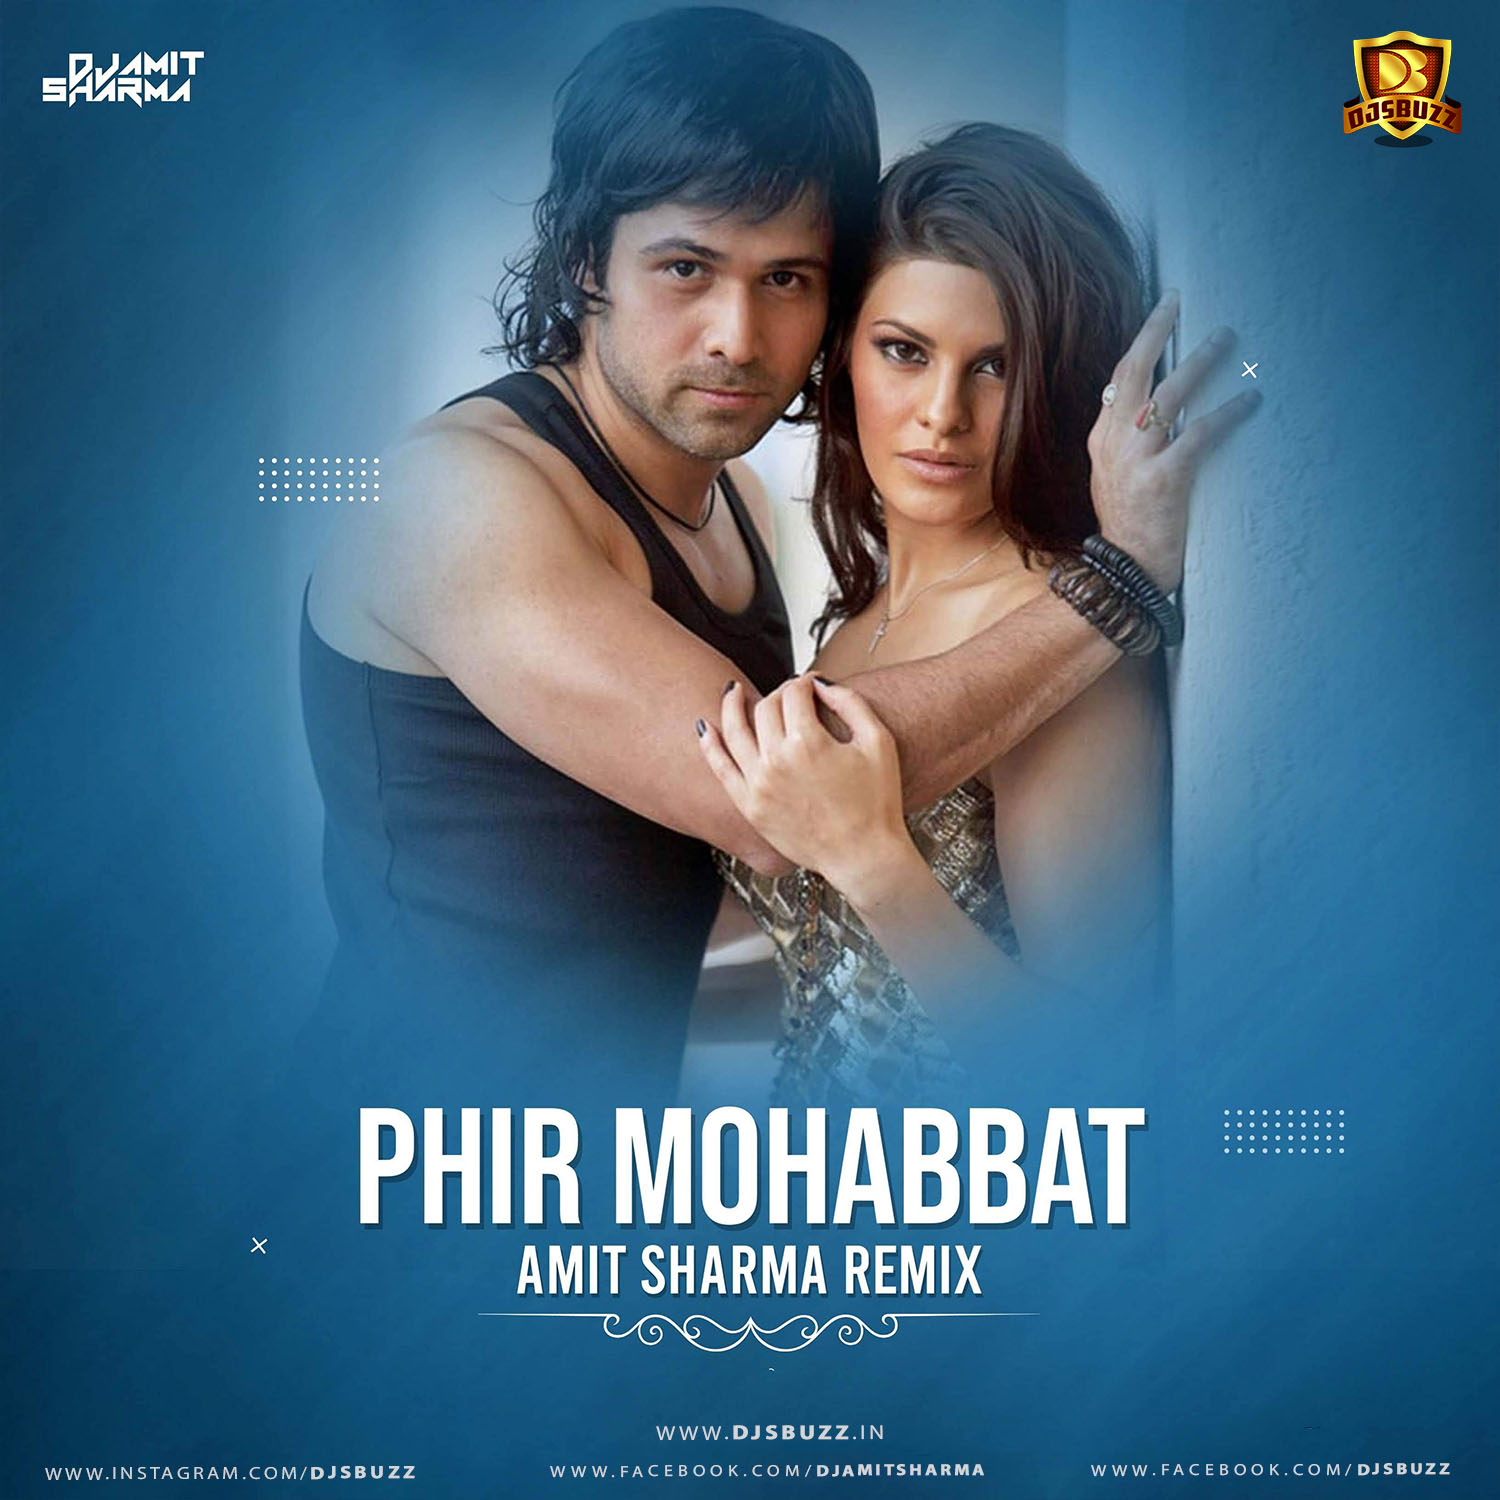 DJ AMIT
SHARMA
DB
DJSBUZZ
PHIR MOHABBAT
AMIT SHARMA REMIX
WWW.DJSBUZZ.IN
WWW.INSTAGRAM.COM/DJSBUZZ
WWW.FACEBOOK.COM/DJAMITSHARMA
WWW.FACEBOOK.COM/DJSBUZZ